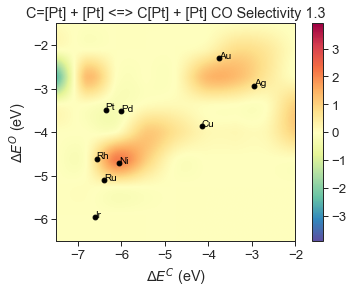 C=[Pt] + [Pt] <=> C[Pt] + [Pt] CO Selectivity 1.3
−2
−3
−4
−5
−6
ΔE^O (eV)
Au
Ag
Pt
Pd
Cu
Rh
Ni
Ru
Ir
−7
−6
−5
−4
−3
−2
ΔE^C (eV)
3
2
1
0
−1
−2
−3